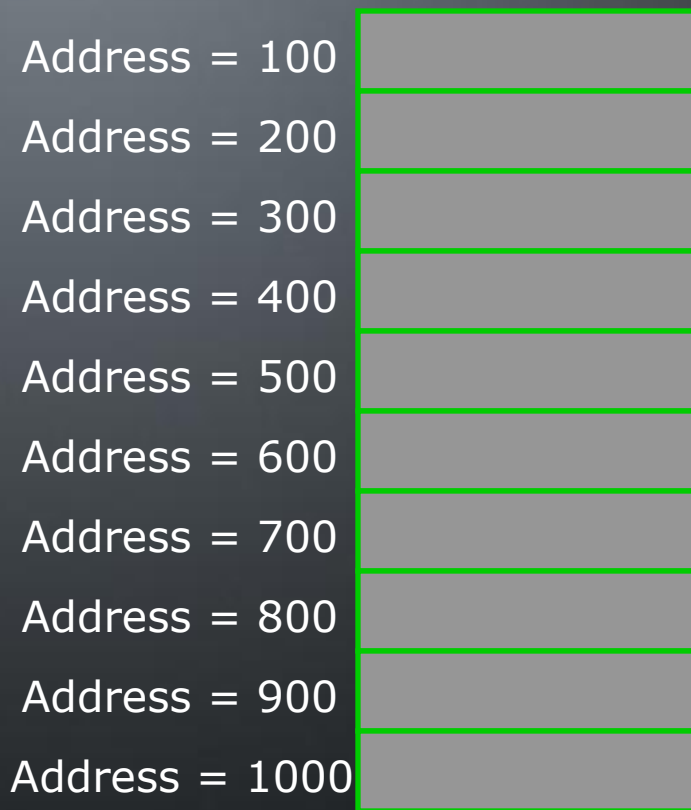 Address = 100
Address = 200
Address = 300
Address = 400
Address = 500
Address = 600
Address = 700
Address = 800
Address = 900
Address = 1000